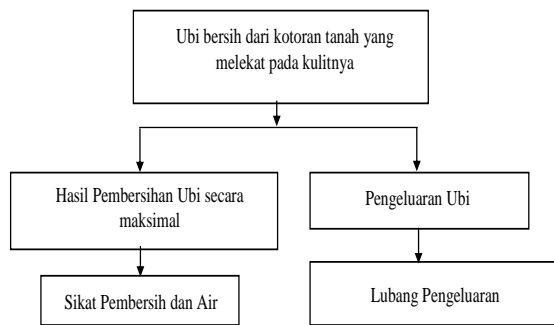 Ubi bersih dari kotoran tanah yang
melekat pada kulitnya
Hasil Pembersihan Ubi secara
maksimal
Pengeluaran Ubi
Sikat Pembersih dan Air
Lubang Pengeluaran